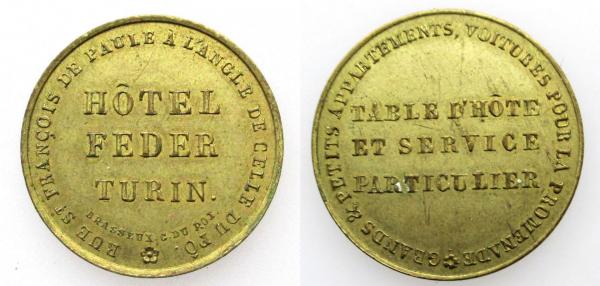 RUE ST FRANÇOIS DE PAULE À L'ANGLE DE CELLE DU PÔ.
HÔTEL
FEDER
TURIN.
BRASSEUX, G. DU ROY.
GRANDS & PETITS APPARTEMENTS, VOITURES POUR LA PROMENADE
TABLE D'HÔTE
ET SERVICE
PARTICULIER